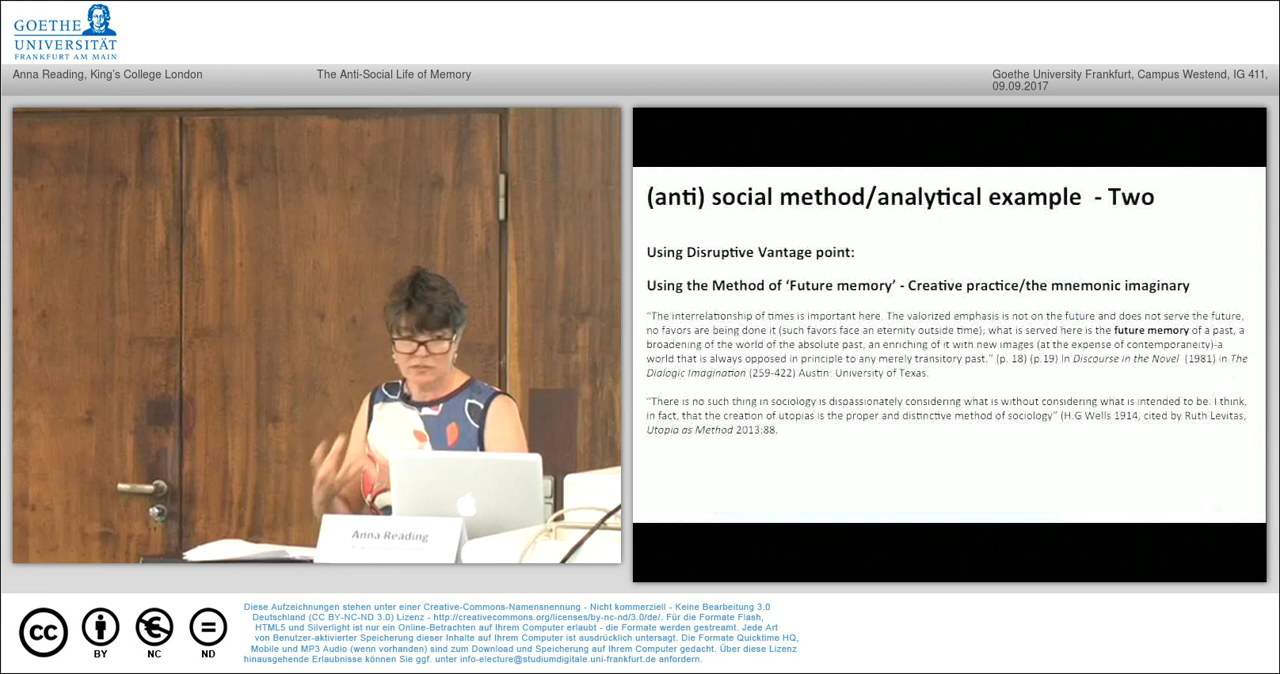 GOETHE
UNIVERSITÄT
FRANKFURT AM MAIN
Anna Reading, King's College London
The Anti-Social Life of Memory
Goethe University Frankfurt, Campus Westend, IG 411,
09.09.2017
(anti) social method/analytical example - Two
Using Disruptive Vantage point:
Using the Method of ‘Future memory’ - Creative practice/the mnemonic imaginary
“The interrelationship of times is important here. The valorized emphasis is not on the future and does not serve the future,
no favors are being done it (such favors face an eternity outside time); what is served here is the future memory of a past, a
broadening of the world of the absolute past, an enriching of it with new images (at the expense of contemporaneity)-a
world that is always opposed in principle to any merely transitory past.” (p. 18) (p.19) In Discourse in the Novel (1981) in The
Dialogic Imagination (259-422) Austin: University of Texas.
“There is no such thing in sociology is dispassionately considering what is without considering what is intended to be. I think,
in fact, that the creation of utopias is the proper and distinctive method of sociology” (H.G Wells 1914, cited by Ruth Levitas,
Utopia as Method 2013:88.
Anna Reading
cc
BY
NC
ND
Diese Aufzeichnungen stehen unter einer Creative-Commons-Namensnennung - Nicht kommerziell - Keine Bearbeitung 3.0
Deutschland (CC BY-NC-ND 3.0) Lizenz - http://creativecommons.org/licenses/by-nc-nd/3.0/de/. Für die Formate Flash,
HTML5 und Silverlight ist nur ein Online-Betrachten auf Ihrem Computer erlaubt - die Formate werden gestreamt. Jede Art
von Benutzer-aktivierter Speicherung dieser Inhalte auf Ihrem Computer ist ausdrücklich untersagt. Die Formate Quicktime HQ,
Mobile und MP3 Audio (wenn vorhanden) sind zum Download und Speicherung auf Ihrem Computer gedacht. Über diese Lizenz
hinausgehende Erlaubnisse können Sie ggf. unter info-electure@studiumdigitale.uni-frankfurt.de anfordern.